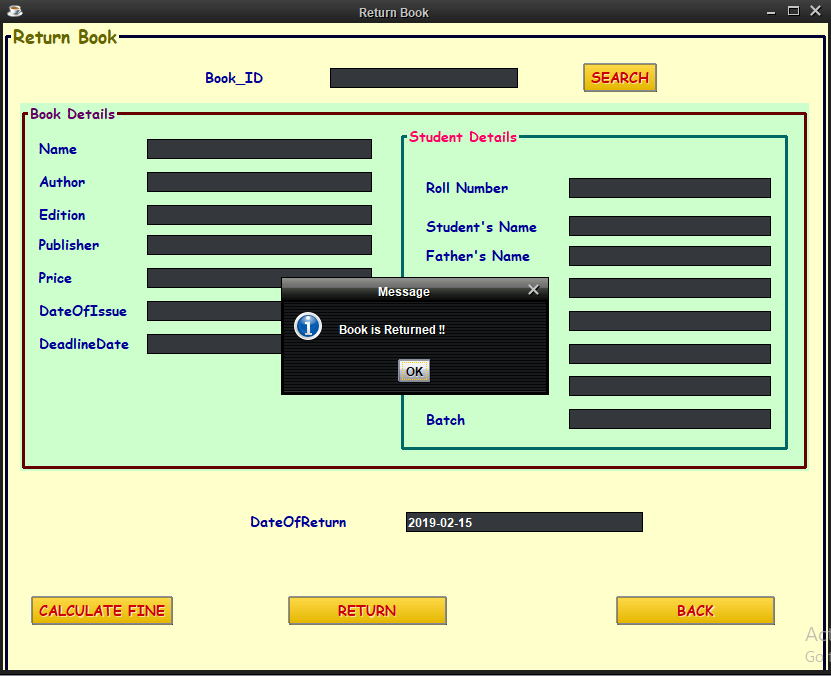 Return Book
Return Book
Book_ID
SEARCH
Book Details
Name
Author
Edition
Publisher
Price
DateOfIssue
DeadlineDate
Student Details
Roll Number
Student's Name
Father's Name
Batch
Message
Book is Returned !!
OK
DateOfReturn
2019-02-15
CALCULATE FINE
RETURN
BACK
Go